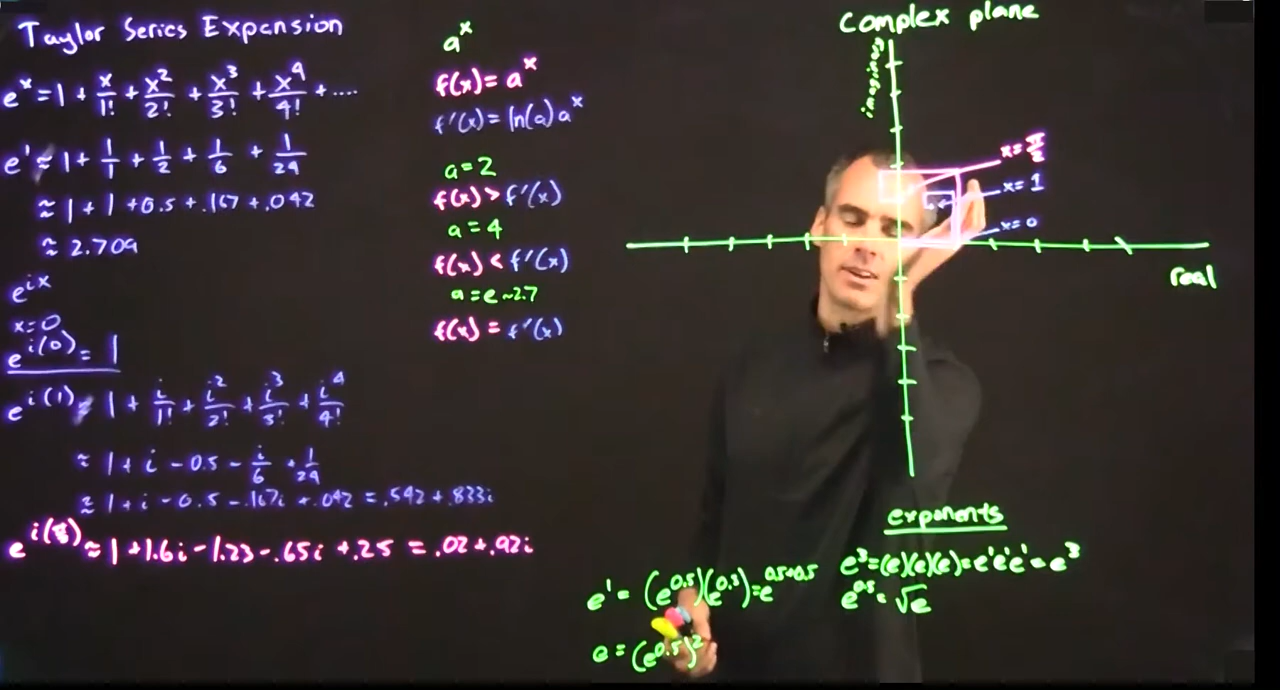 Taylor Series Expansion
e^x = 1 + x/1! + x^2/2! + x^3/3! + x^4/4! + ....
e^1 ≈ 1 + 1/1 + 1/2 + 1/6 + 1/24
≈ 1 + 1 + 0.5 + .167 + .042
≈ 2.709
e^ix
x=0
e^i(0) = 1
e^i(1) ≈ 1 + i/1! + i^2/2! + i^3/3! + i^4/4!
≈ 1 + i - 0.5 - i/6 + 1/24
≈ 1 + i - 0.5 - .167i + .042 = .542 + .833i
≈ 1 + 1.6i - 1.23 - .65i + .25 = .02 + .92i
a^x
f(x) = a^x
f'(x) = ln(a) a^x
a=2
f(x) > f'(x)
a=4
f(x) < f'(x)
a=e~2.7
f(x) = f'(x)
Complex plane
imaginary
x=π/2
x=1
x=0
real
exponents
e^1 = (e^0.5)(e^0.5) = e^0.5+0.5
e = (e^0.5)^2
e^3 = (e)(e)(e) = e^1e^1e^1 = e^3
e^0.5 = √e